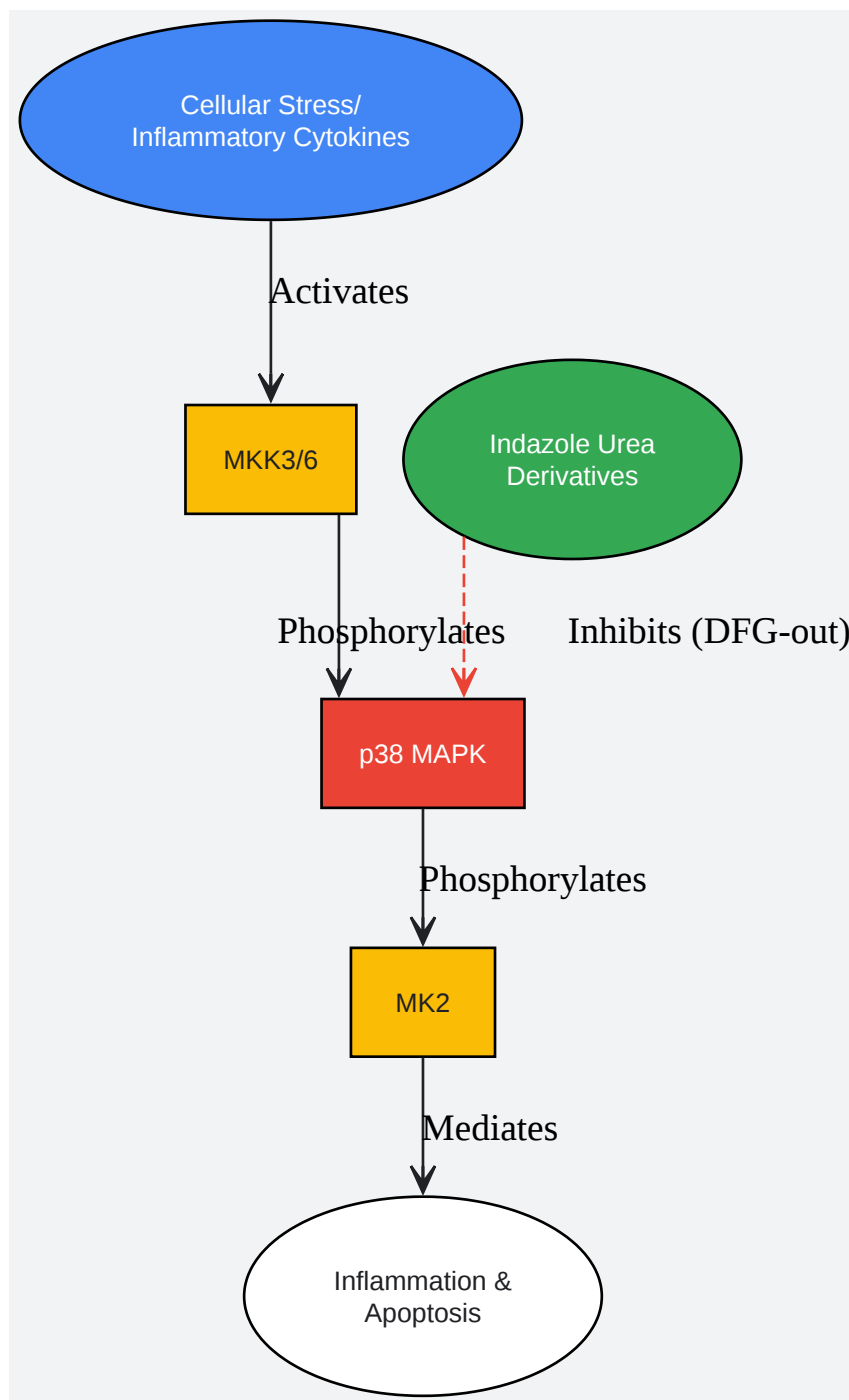 Cellular Stress/
Inflammatory Cytokines
Activates
MKK3/6
Indazole Urea
Derivatives
Phosphorylates
Inhibits (DFG-out)
p38 MAPK
Phosphorylates
MK2
Mediates
Inflammation &
Apoptosis